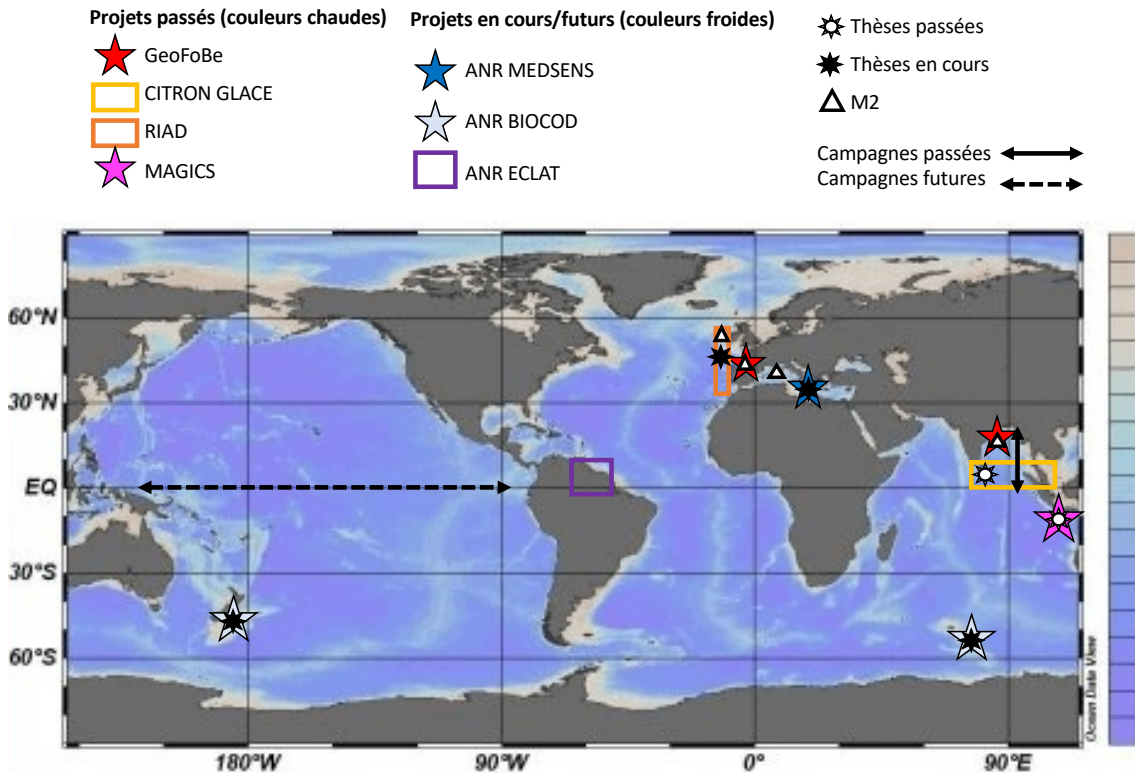 Projets passés (couleurs chaudes)
GeoFoBe
CITRON GLACE
RIAD
MAGICS
Projets en cours/futurs (couleurs froides)
ANR MEDSENS
ANR BIOCOD
ANR ECLAT
Thèses passées
Thèses en cours
M2
Campagnes passées
Campagnes futures
60°N
30°N
EQ
30°S
60°S
180°W
90°W
0°
90°E
Ocean Data View